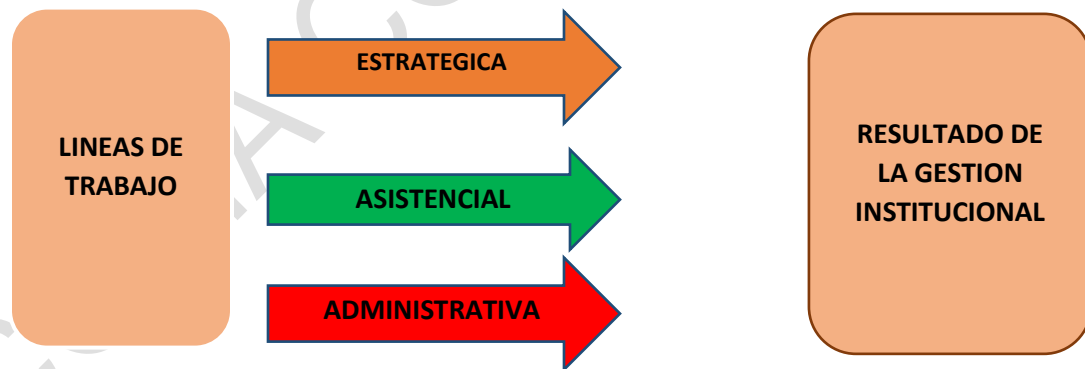 LINEAS DE
TRABAJO
ESTRATEGICA
ASISTENCIAL
ADMINISTRATIVA
RESULTADO DE
LA GESTION
INSTITUCIONAL